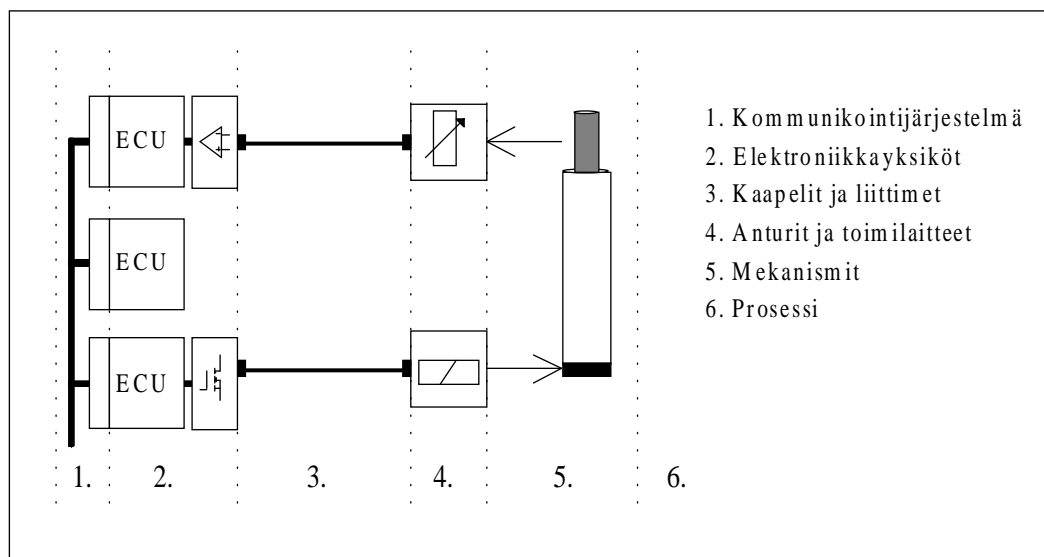 ECU
ECU
ECU
1. Kommunikointijärjestelmä
2. Elektroniikkayksiköt
3. Kaapelit ja liittimet
4. Anturit ja toimilaitteet
5. Mekanismit
6. Prosessi
1. 2. 3. 4. 5. 6.